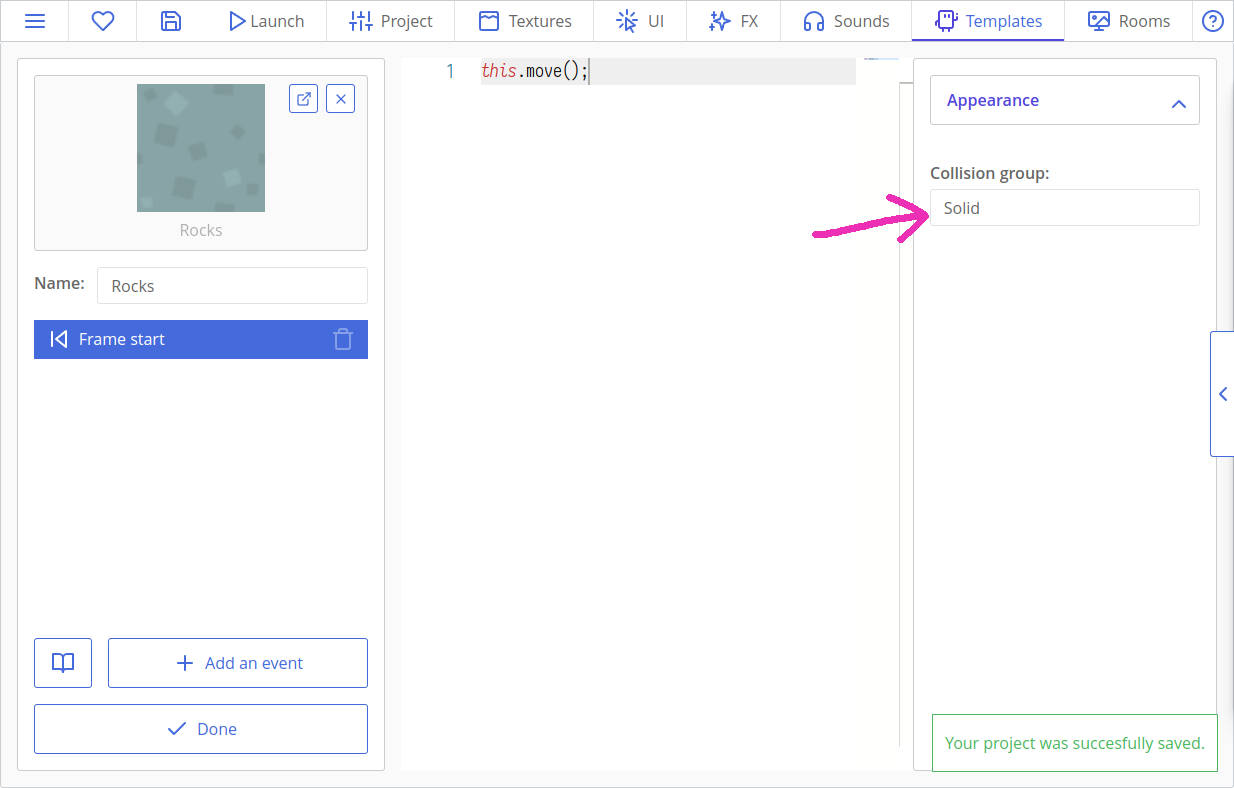 Launch
Project
Textures
UI
FX
Sounds
Templates
Rooms
Rocks
Name:
Rocks
Frame start
Add an event
Done
1
this.move();
Appearance
Collision group:
Solid
Your project was succesfully saved.